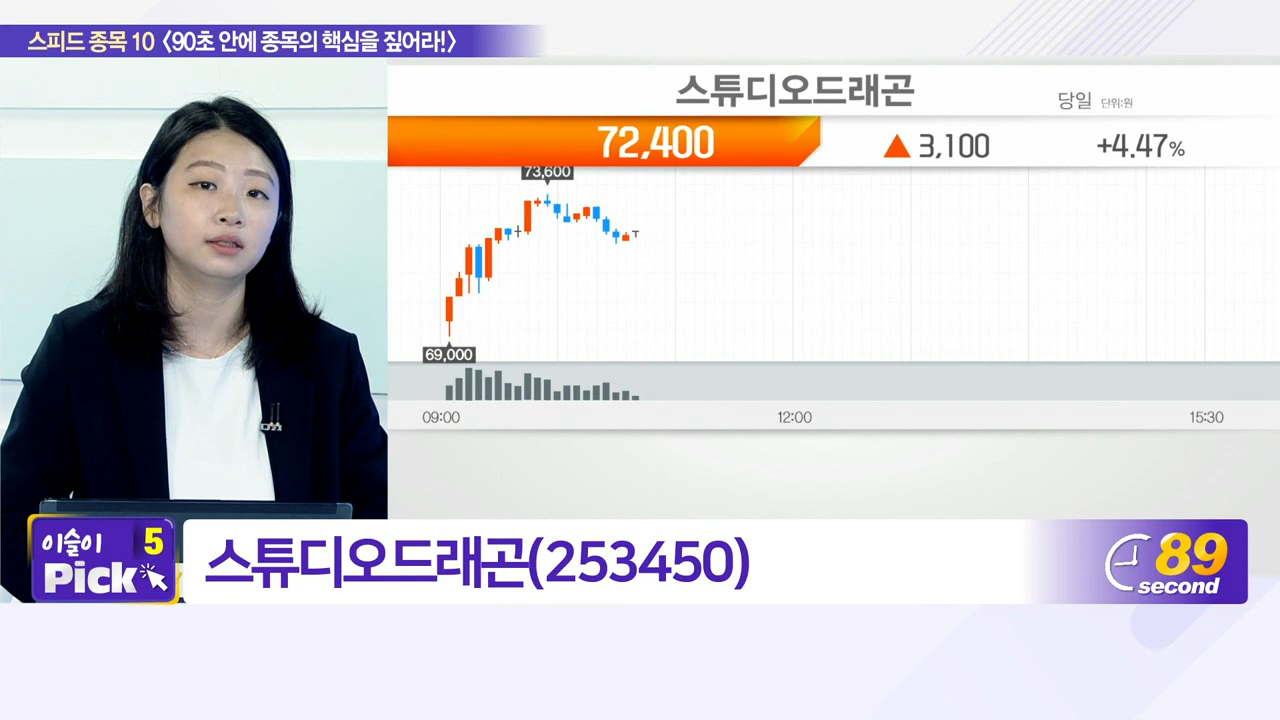 스피드 종목 10 〈90초 안에 종목의 핵심을 짚어라!〉
스튜디오드래곤
당일 단위:원
72,400
▲ 3,100
+4.47%
73,600
69,000
09:00
12:00
15:30
이슬이 5
Pick
스튜디오드래곤(253450)
89
second